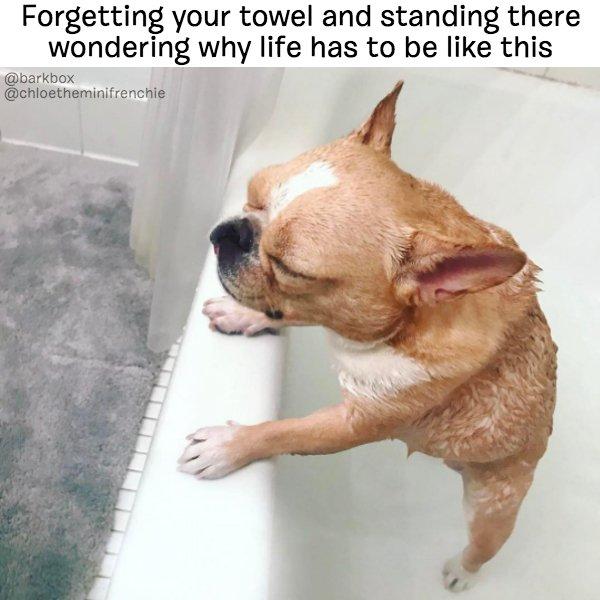 Forgetting your towel and standing there
wondering why life has to be like this
@barkbox
@chloetheminifrenchie